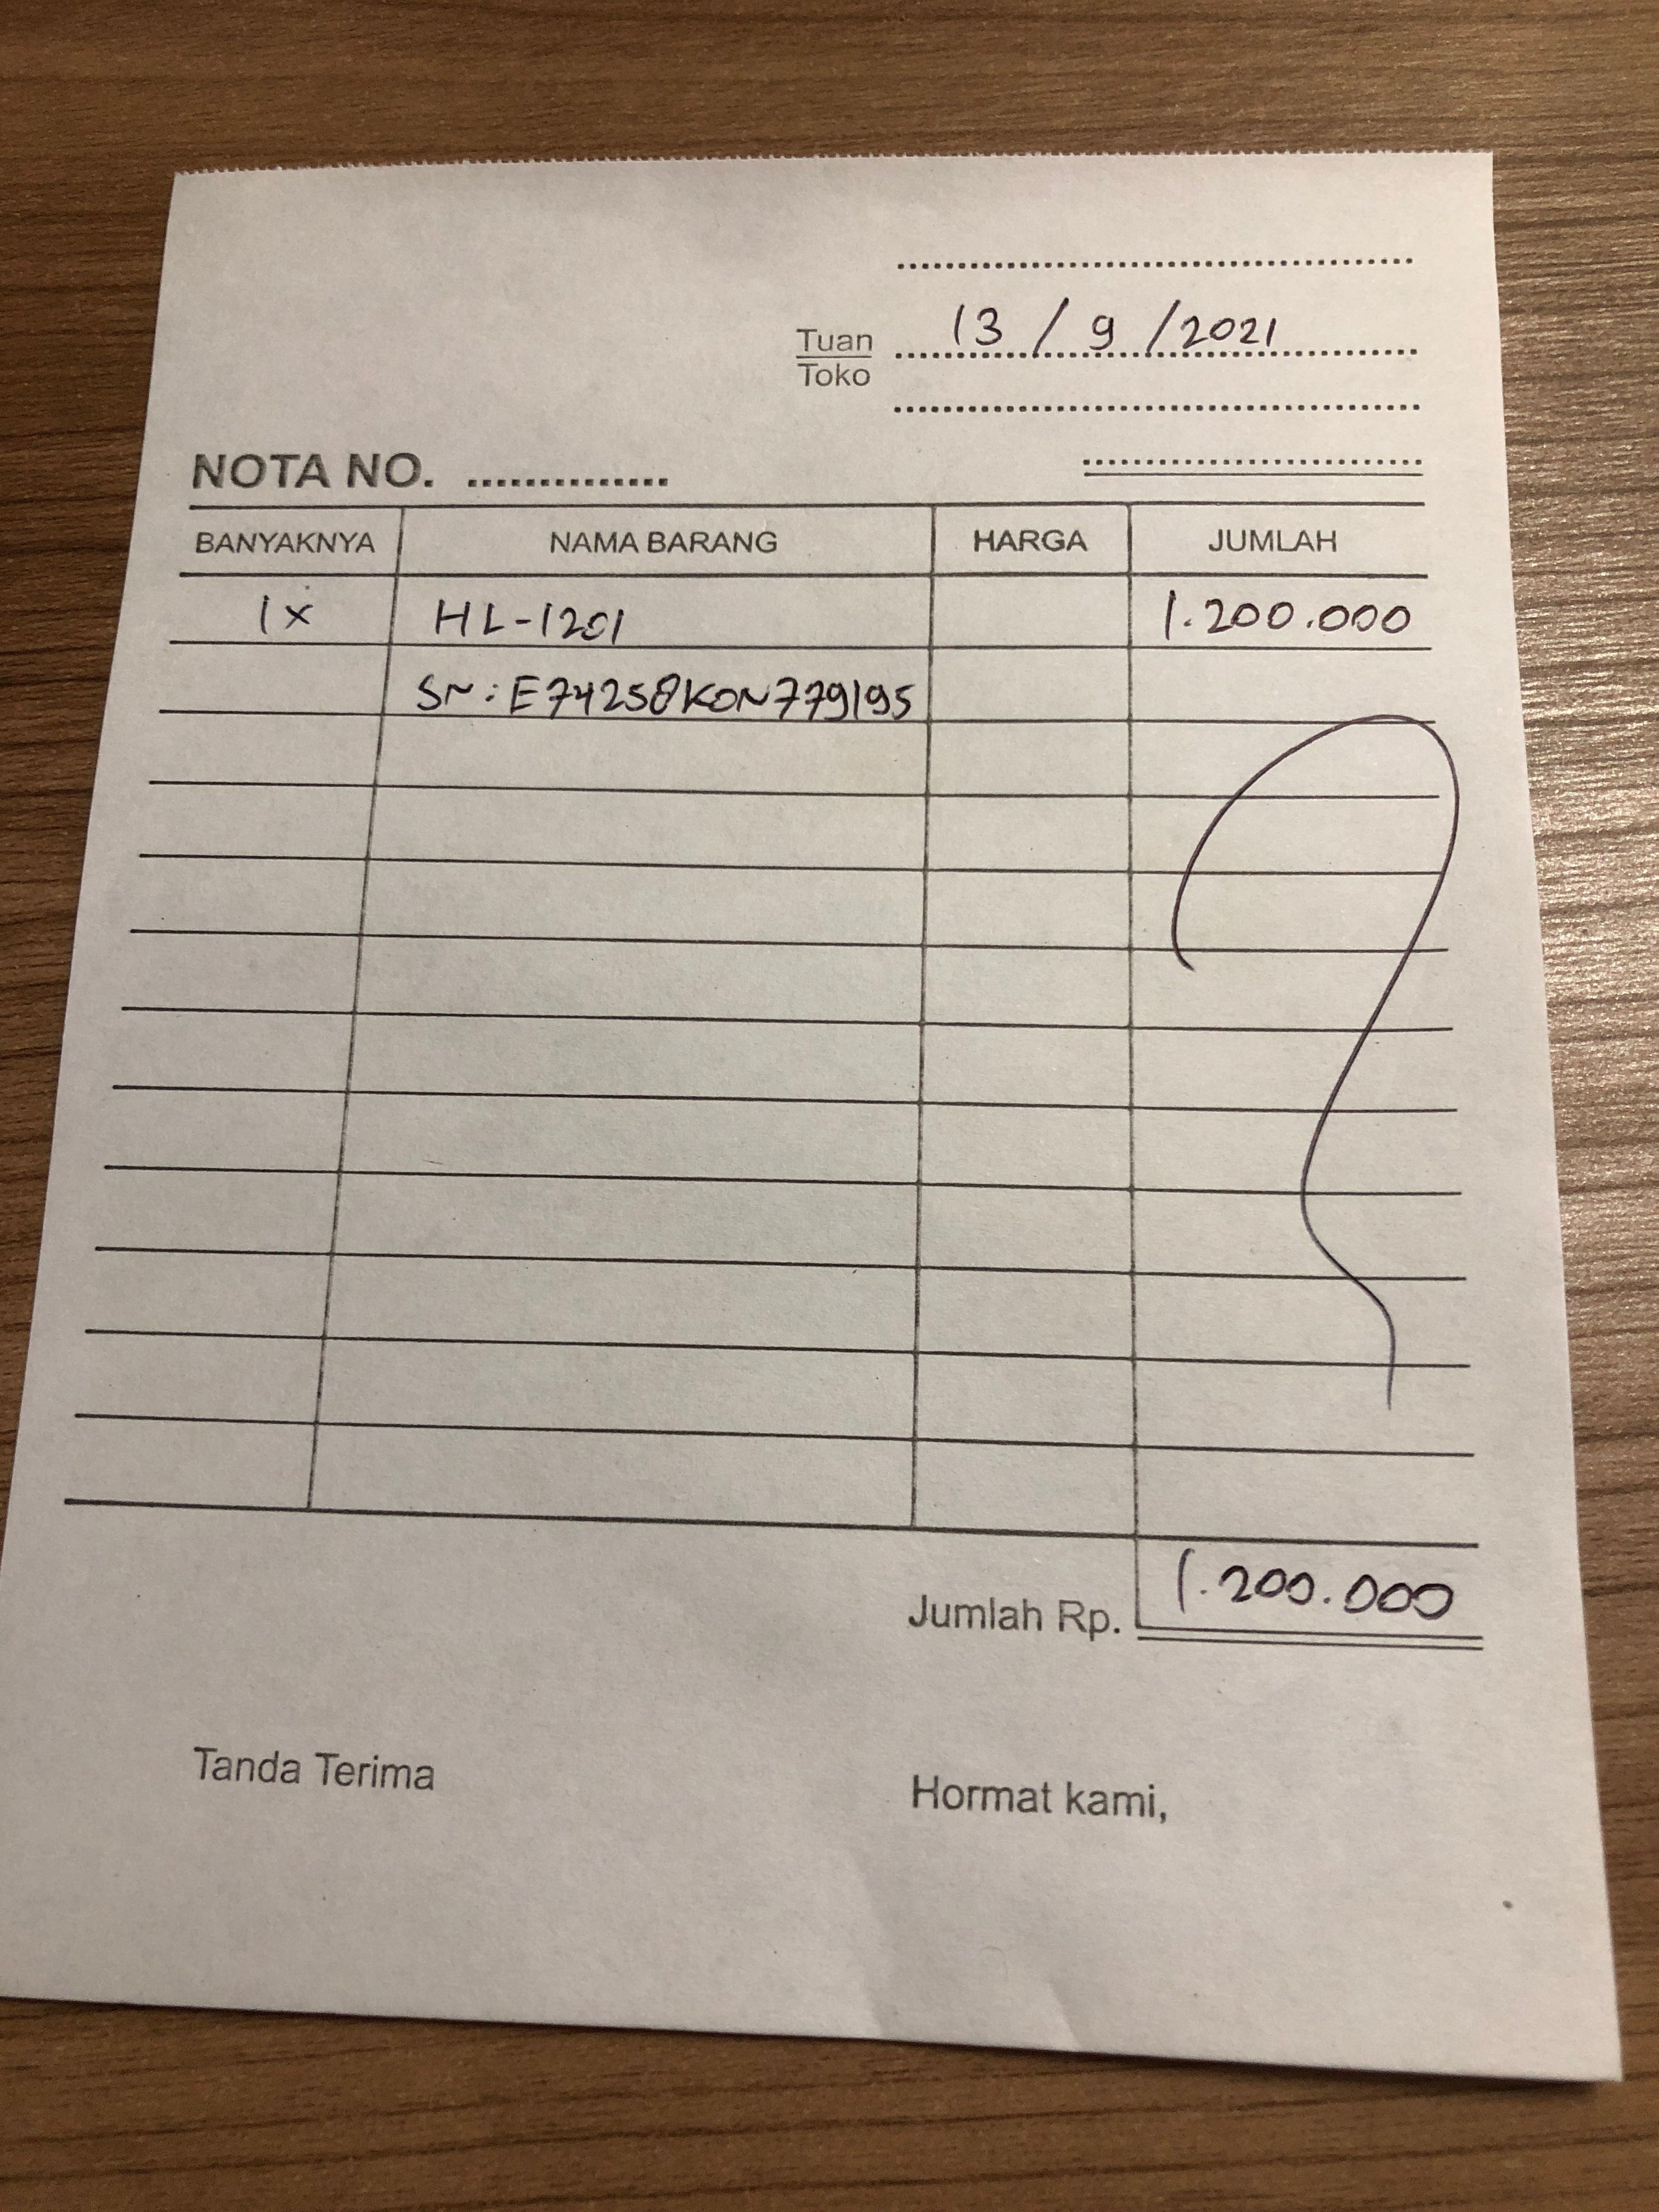 Tuan
Toko
13 / 9 / 2021
NOTA NO. ..............
BANYAKNYA NAMA BARANG HARGA JUMLAH
1x HL-1201 1.200.000
SN: E74258K0N779195
Jumlah Rp. 1.200.000
Tanda Terima Hormat kami,